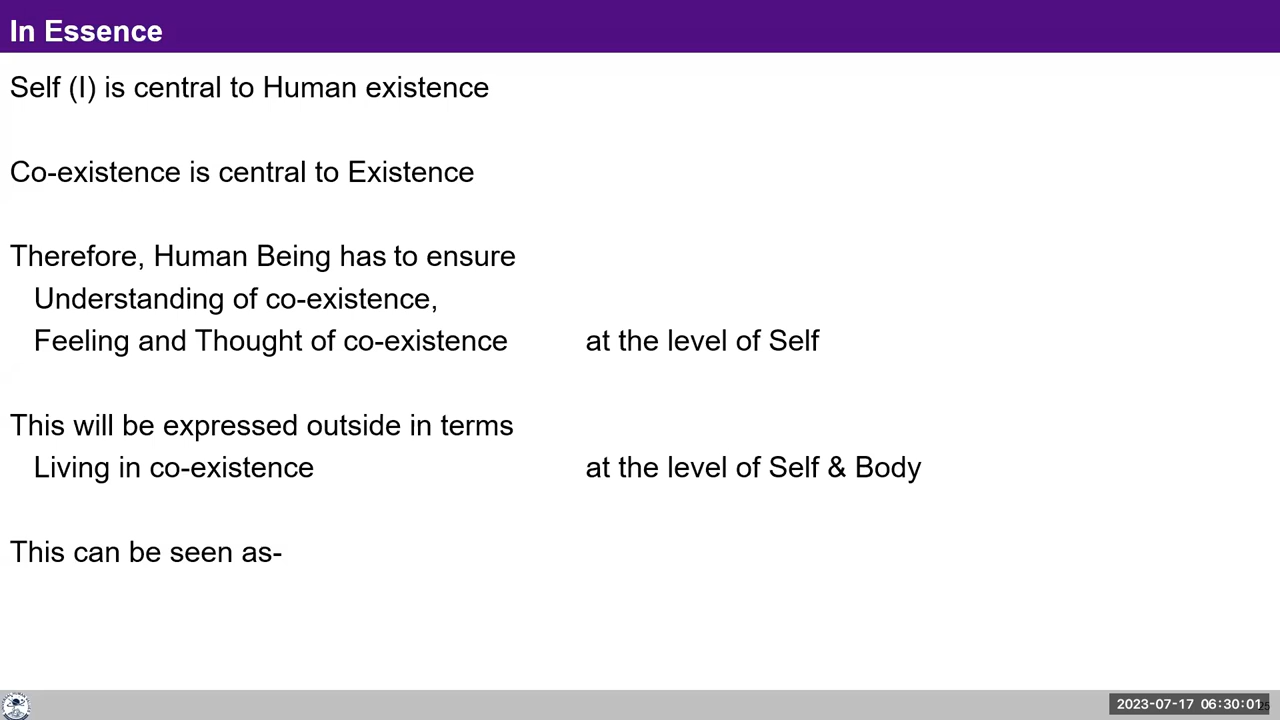 In Essence
Self (I) is central to Human existence
Co-existence is central to Existence
Therefore, Human Being has to ensure
Understanding of co-existence,
Feeling and Thought of co-existence at the level of Self
This will be expressed outside in terms
Living in co-existence at the level of Self & Body
This can be seen as-
2023-07-17 06:30:01